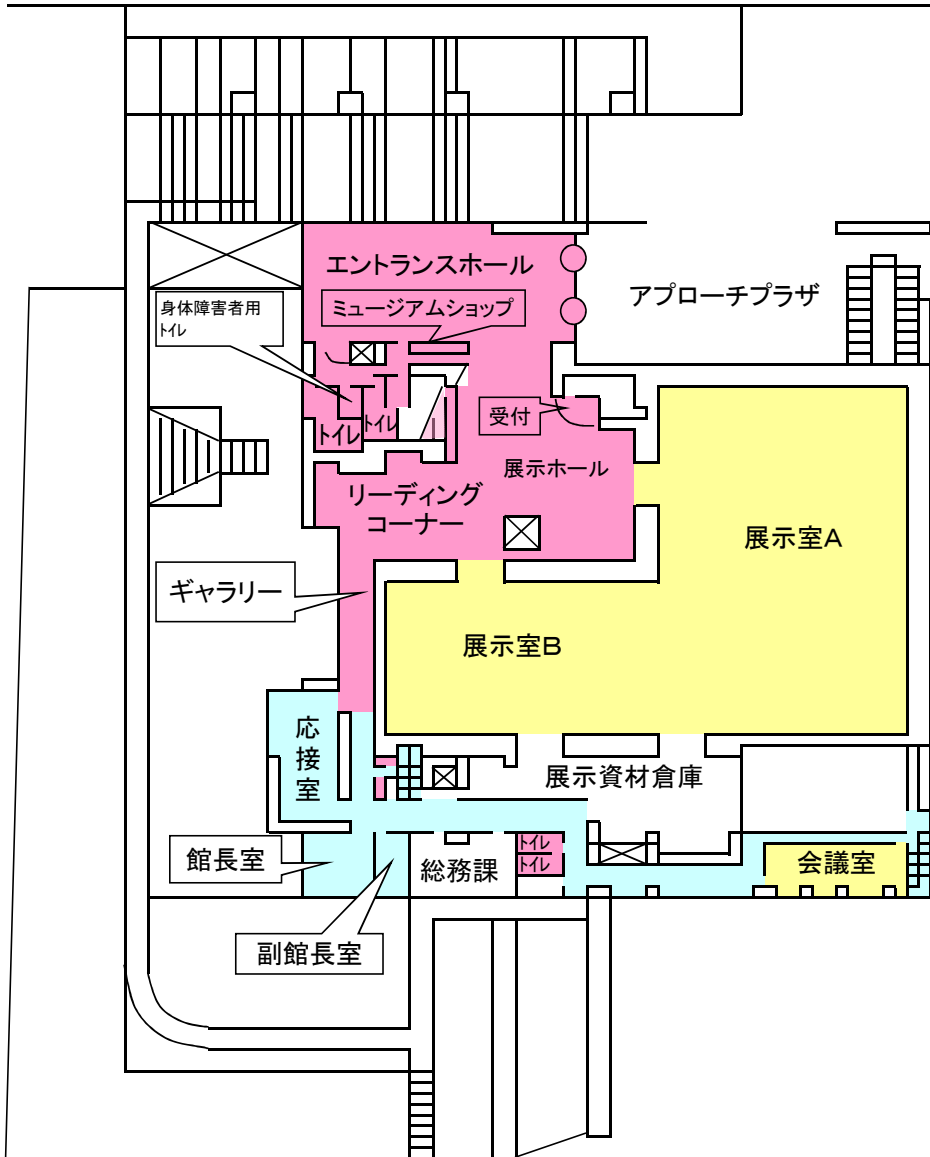 エントランスホール
アプローチプラザ
身体障害者用
トイレ
ミュージアムショップ
受付
トイレ
トイレ
展示ホール
リーディング
コーナー
展示室A
ギャラリー
展示室B
応
接
室
展示資材倉庫
トイレ
トイレ
館長室
総務課
会議室
副館長室